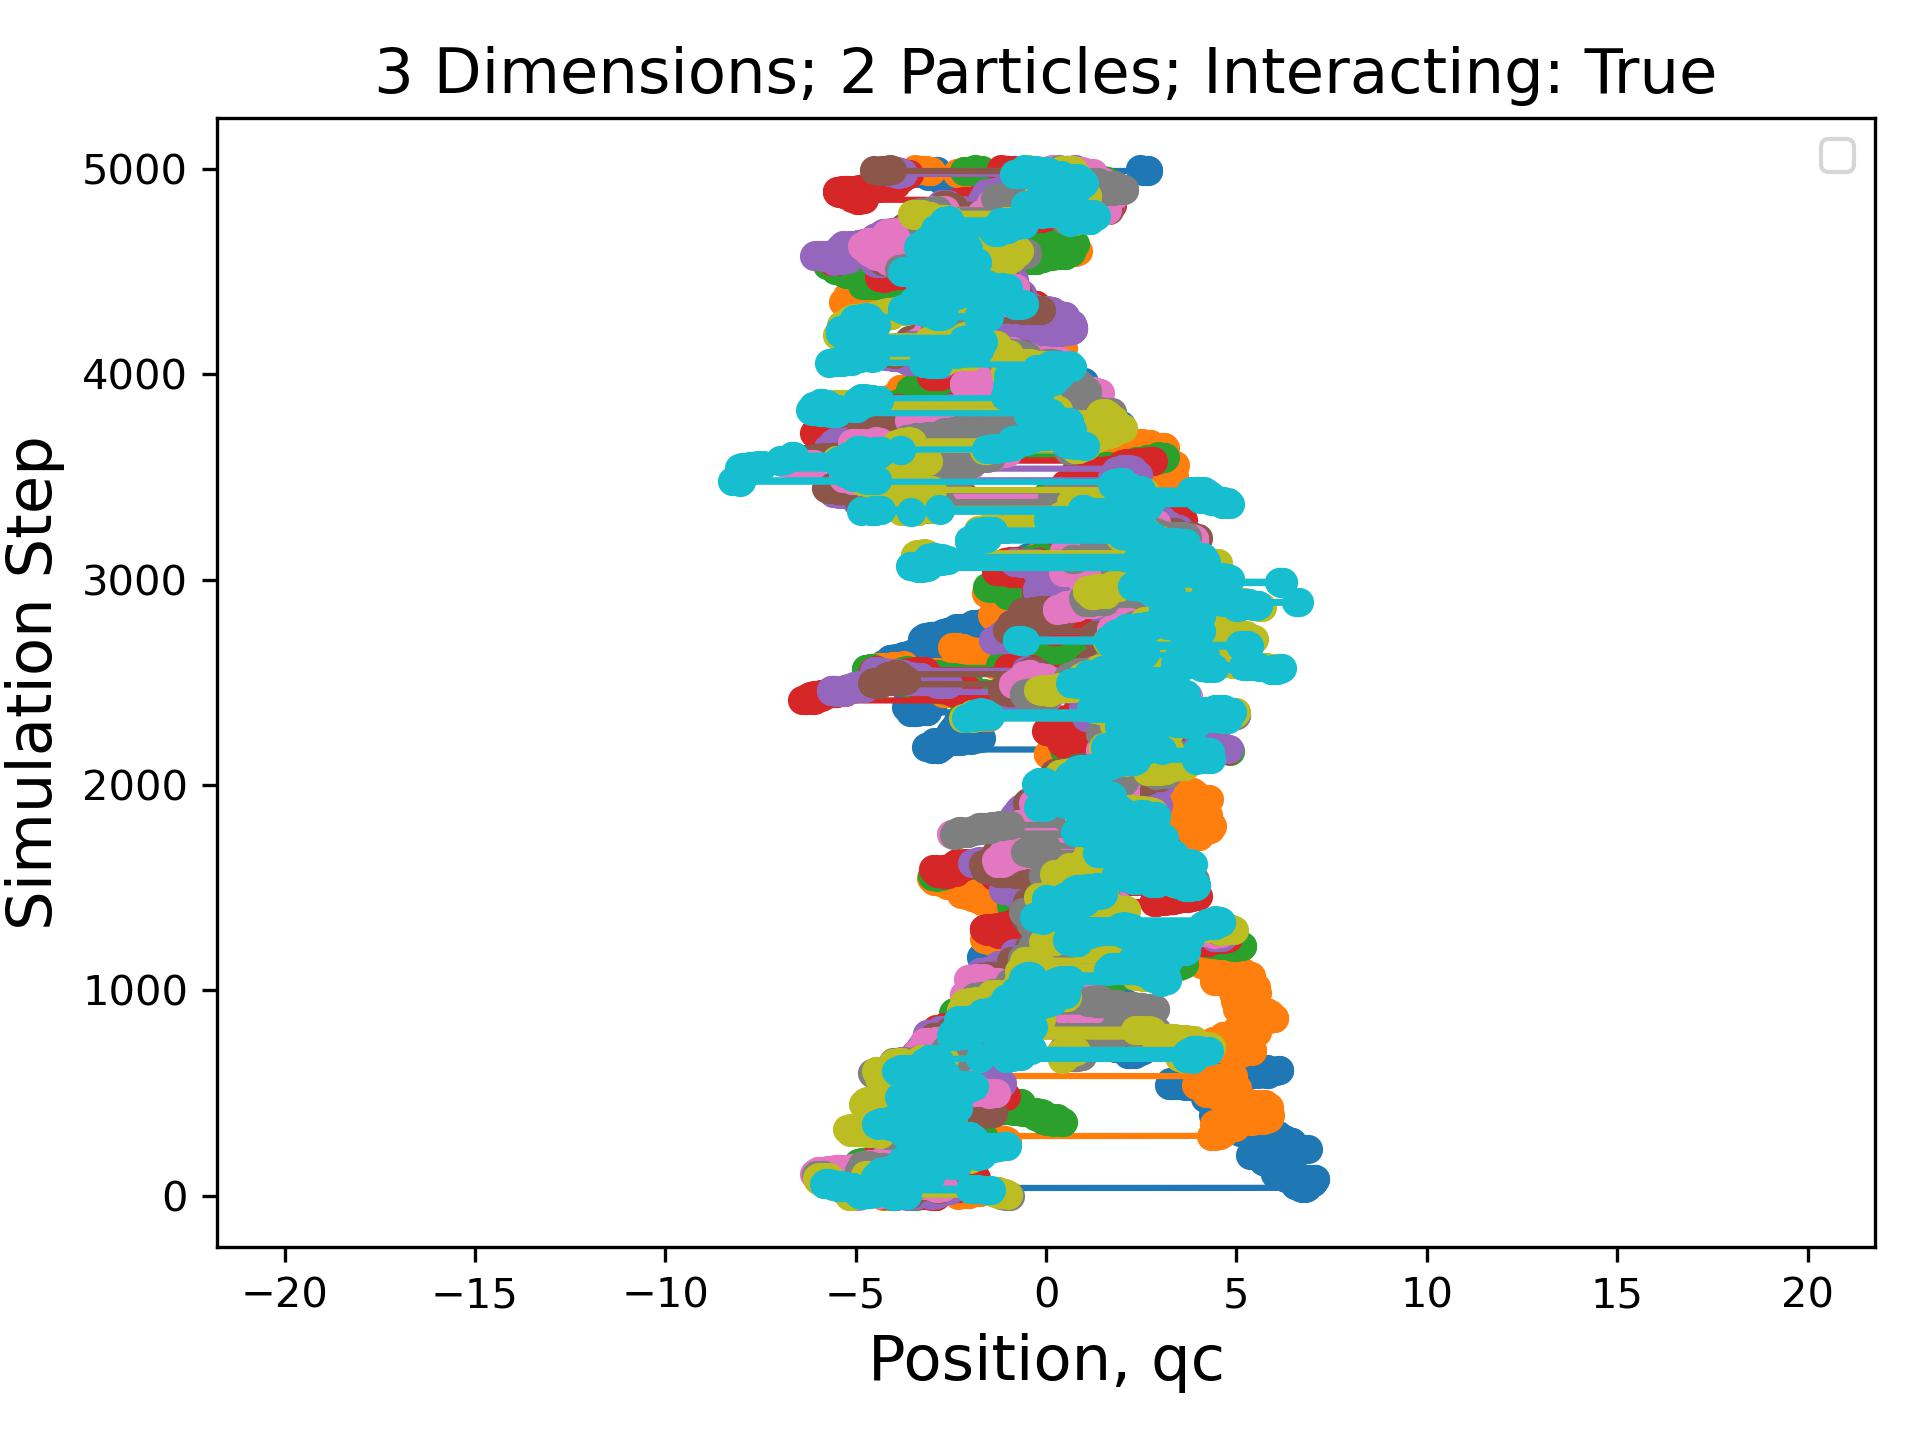 3 Dimensions; 2 Particles; Interacting: True
Simulation Step
5000
4000
3000
2000
1000
0
−20 −15 −10 −5 0 5 10 15 20
Position, qc